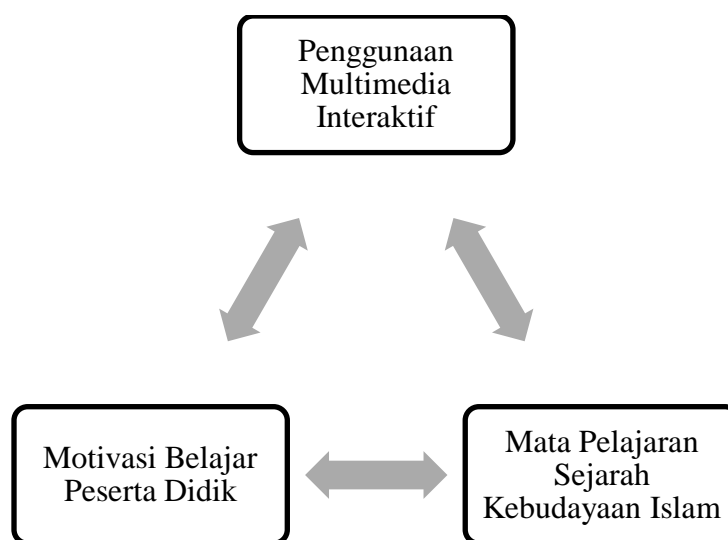 Penggunaan
Multimedia
Interaktif
Motivasi Belajar
Peserta Didik
Mata Pelajaran
Sejarah
Kebudayaan Islam